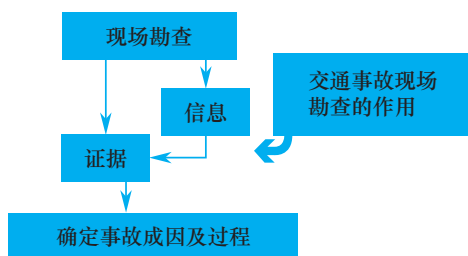 现场勘查
交通事故现场
勘查的作用
信息
证据
确定事故成因及过程